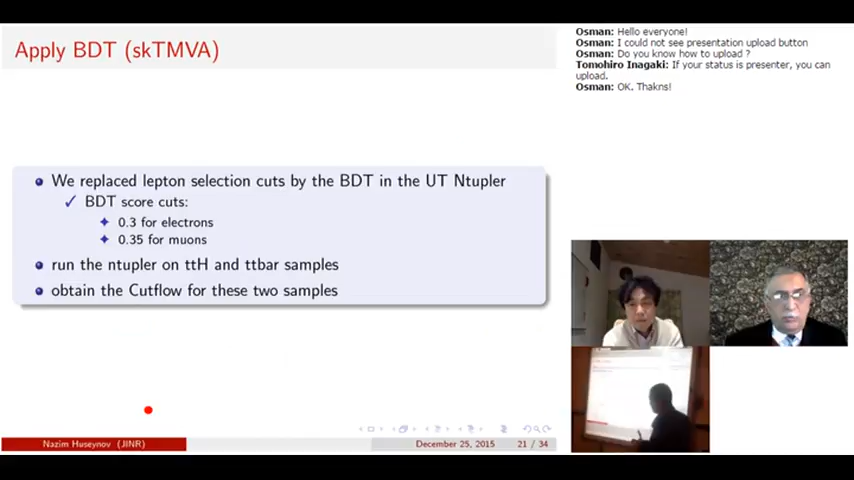 Apply BDT (skTMVA)
We replaced lepton selection cuts by the BDT in the UT Ntupler
✓ BDT score cuts:
0.3 for electrons
0.35 for muons
run the ntupler on ttH and ttbar samples
obtain the Cutflow for these two samples
Nazim Huseynov (JINR)
December 25, 2015
21 / 34
Osman: Hello everyone!
Osman: I could not see presentation upload button
Osman: Do you know how to upload ?
Tomohiro Inagaki: If your status is presenter, you can
upload.
Osman: OK. Thakns!